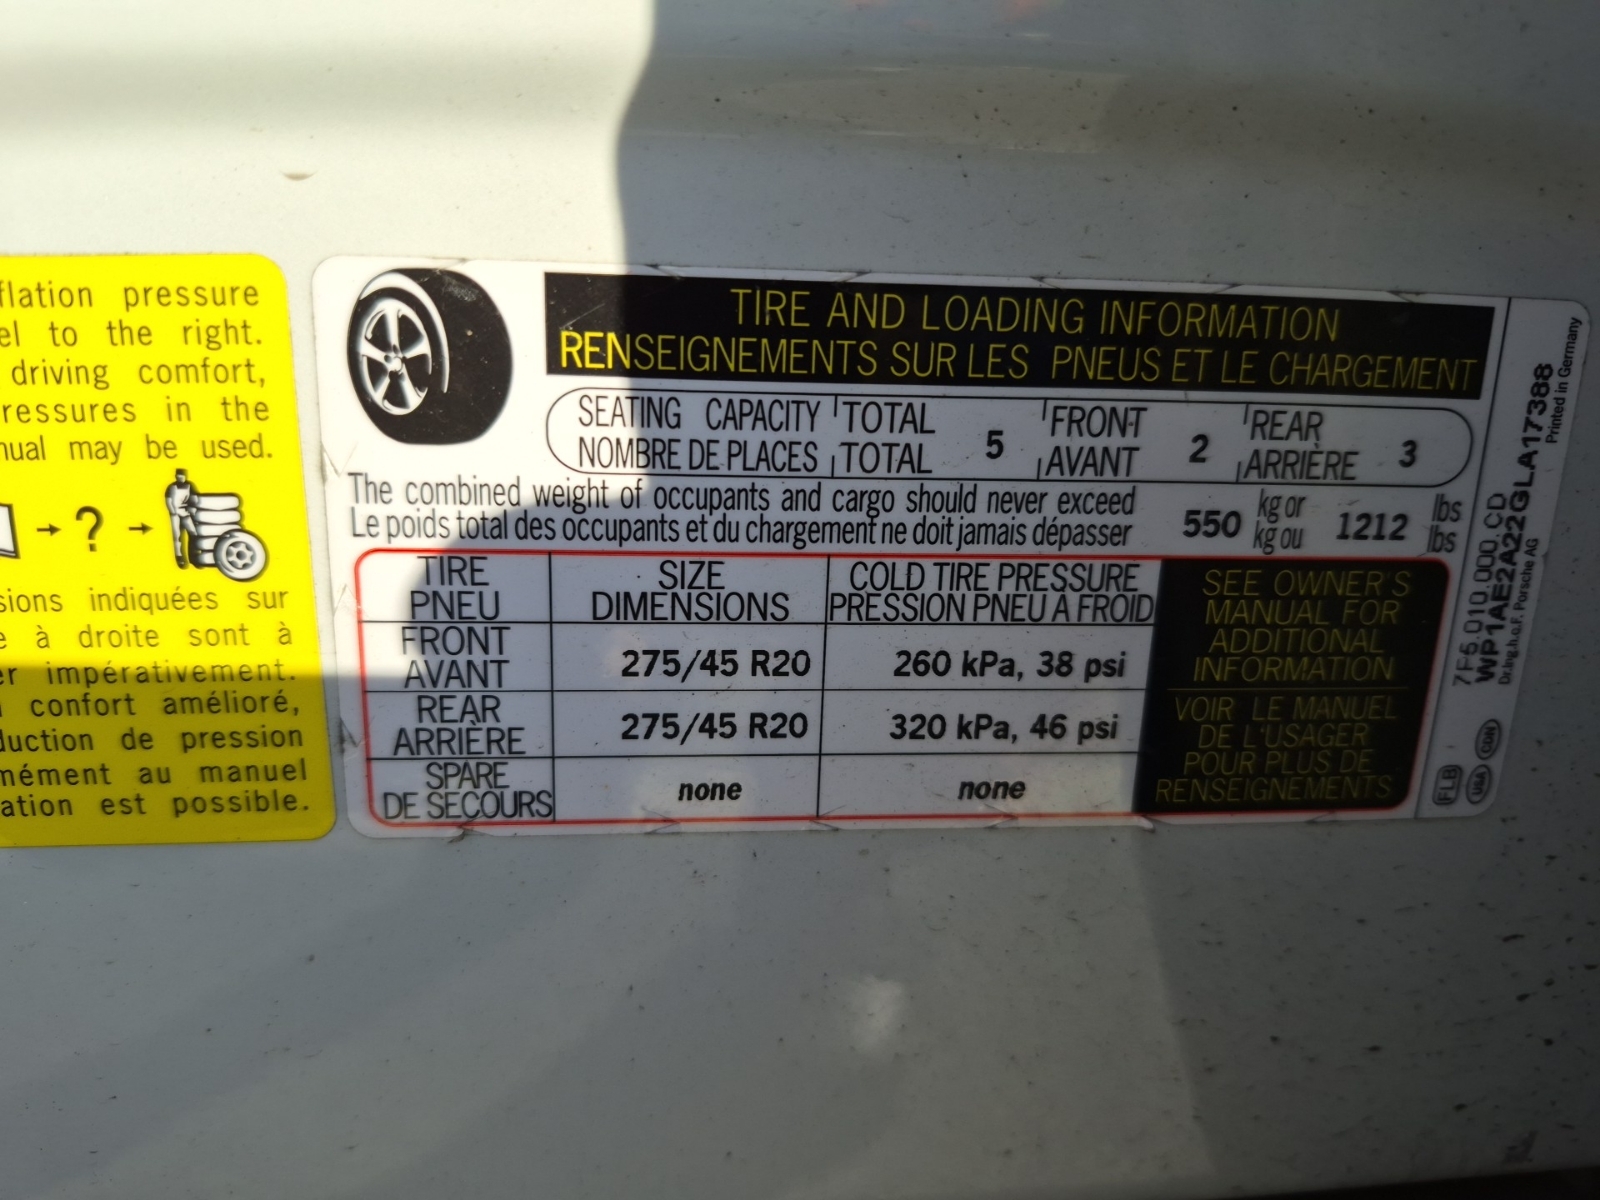 flation pressure
el to the right.
driving comfort,
ressures in the
nual may be used.
→ ? →
sions indiquées sur
e à droite sont à
er impérativement.
confort amélioré,
duction de pression
mément au manuel
ation est possible.
TIRE AND LOADING INFORMATION
RENSEIGNEMENTS SUR LES PNEUS ET LE CHARGEMENT
SEATING CAPACITY TOTAL 5 FRONT 2 REAR 3
NOMBRE DE PLACES TOTAL AVANT ARRIÈRE
The combined weight of occupants and cargo should never exceed 550 kg or 1212 lbs
Le poids total des occupants et du chargement ne doit jamais dépasser kg ou lbs
TIRE SIZE COLD TIRE PRESSURE
PNEU DIMENSIONS PRESSION PNEU À FROID
FRONT 275/45 R20 260 kPa, 38 psi
AVANT
REAR 275/45 R20 320 kPa, 46 psi
ARRIÈRE
SPARE none none
DE SECOURS
SEE OWNER'S
MANUAL FOR
ADDITIONAL
INFORMATION
VOIR LE MANUEL
DE L'USAGER
POUR PLUS DE
RENSEIGNEMENTS
7F5.010.000.CD
WP1AE2A22GLA17388
Dr.Ing.h.c.F. Porsche AG
Printed in Germany
FLB USA CDN